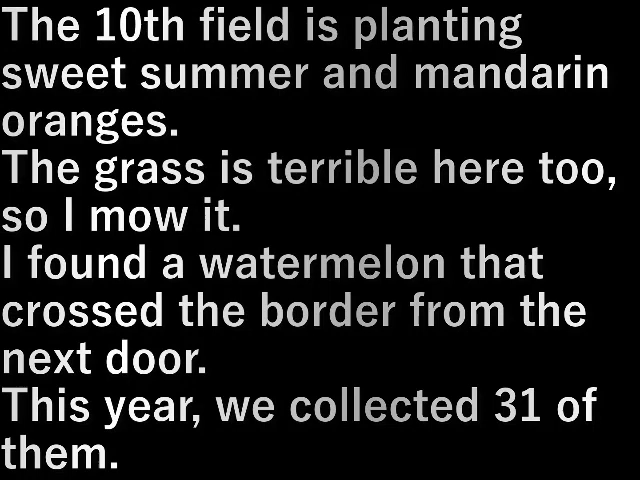 The 10th field is planting
sweet summer and mandarin
oranges.
The grass is terrible here too,
so I mow it.
I found a watermelon that
crossed the border from the
next door.
This year, we collected 31 of
them.